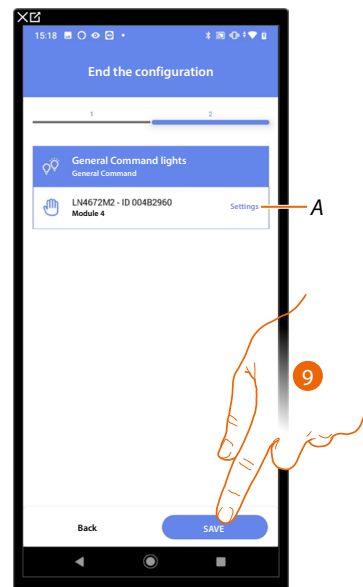 15:18
End the configuration
1 2
General Command lights
General Command
LN4672M2 - ID 004B2960
Module 4
Settings
A
9
Back
SAVE